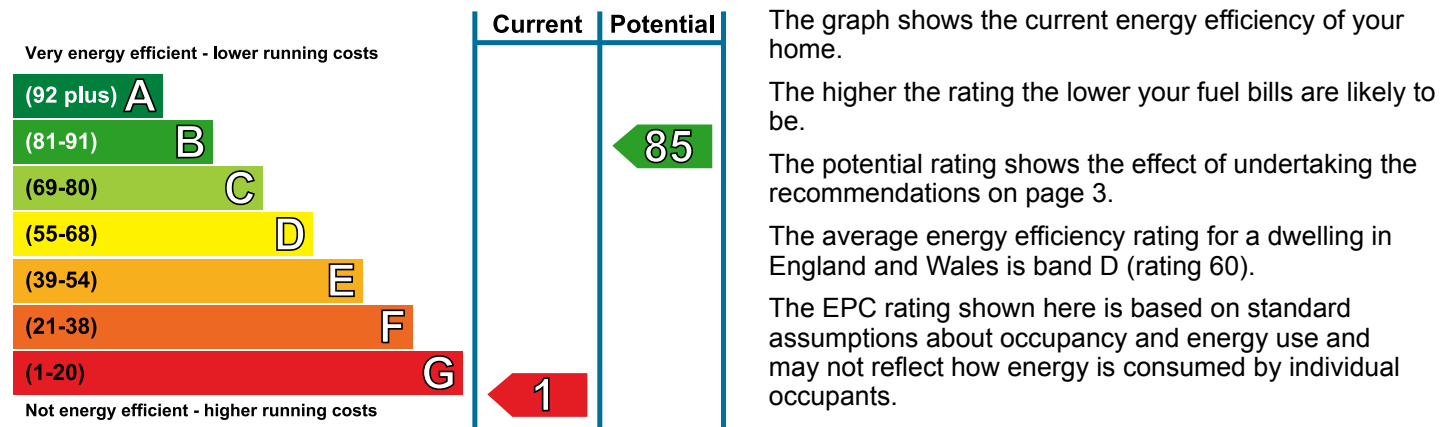 Current Potential
Very energy efficient - lower running costs
(92 plus) A
(81-91) B
85
(69-80) C
(55-68) D
(39-54) E
(21-38) F
(1-20) G
1
Not energy efficient - higher running costs
The graph shows the current energy efficiency of your
home.
The higher the rating the lower your fuel bills are likely to
be.
The potential rating shows the effect of undertaking the
recommendations on page 3.
The average energy efficiency rating for a dwelling in
England and Wales is band D (rating 60).
The EPC rating shown here is based on standard
assumptions about occupancy and energy use and
may not reflect how energy is consumed by individual
occupants.